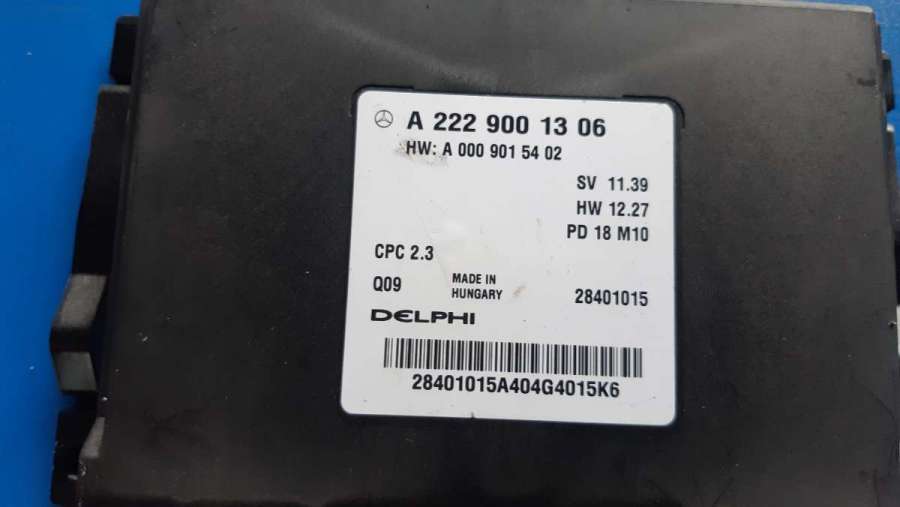 A 222 900 13 06
HW: A 000 901 54 02
SV 11.39
HW 12.27
PD 18 M10
CPC 2.3
Q09 MADE IN HUNGARY 28401015
DELPHI
28401015A404G4015K6